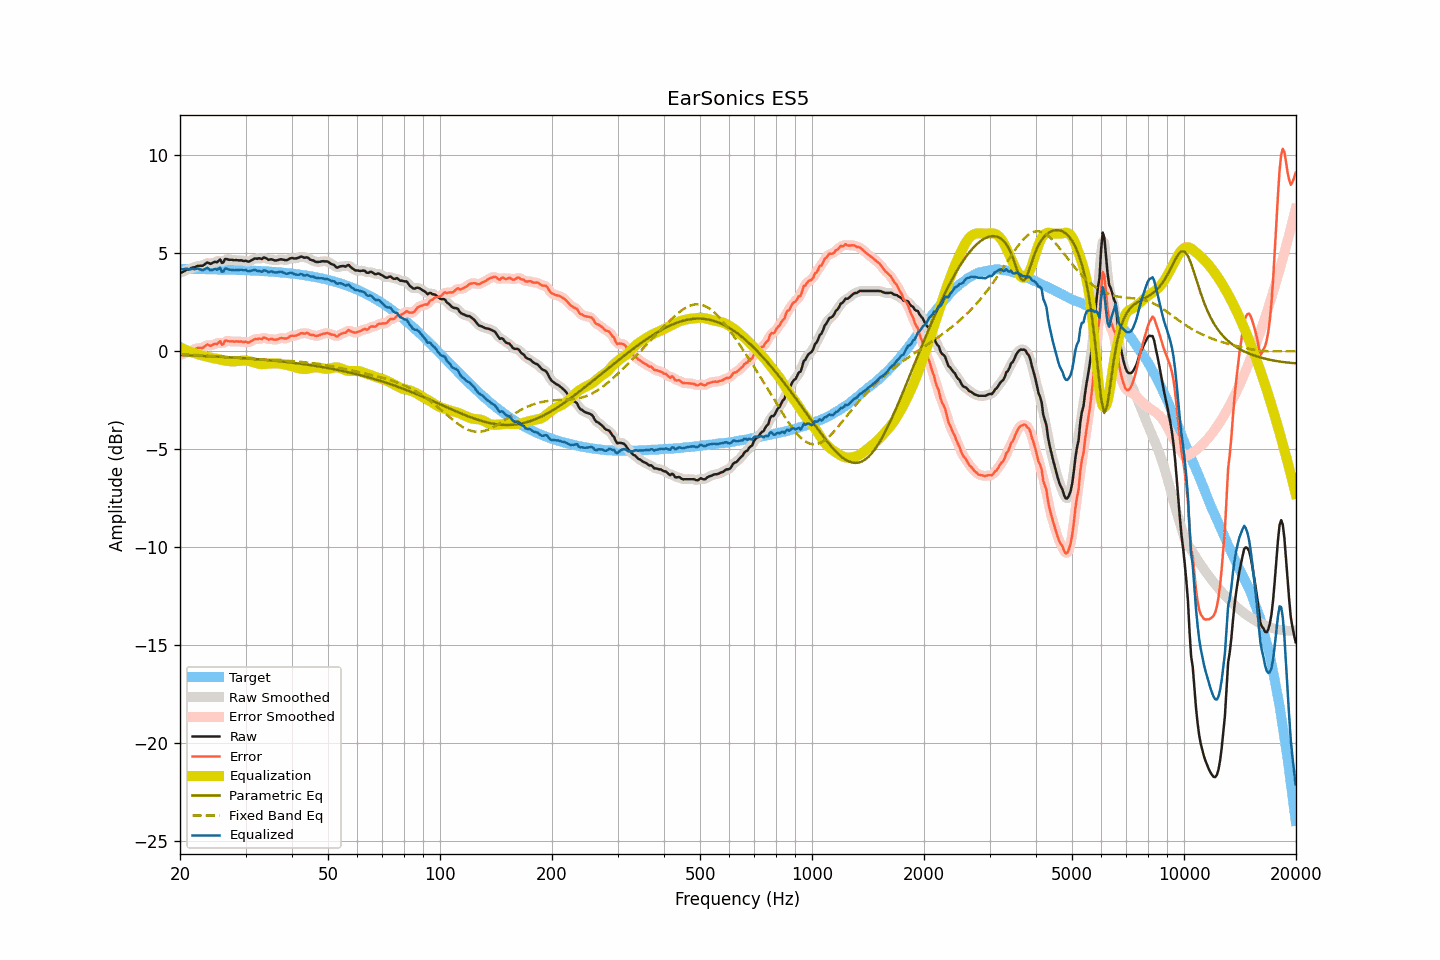 EarSonics ES5
Amplitude (dBr)
10
5
0
−5
−10
−15
−20
−25
Target
Raw Smoothed
Error Smoothed
Raw
Error
Equalization
Parametric Eq
Fixed Band Eq
Equalized
20 50 100 200 500 1000 2000 5000 10000 20000
Frequency (Hz)